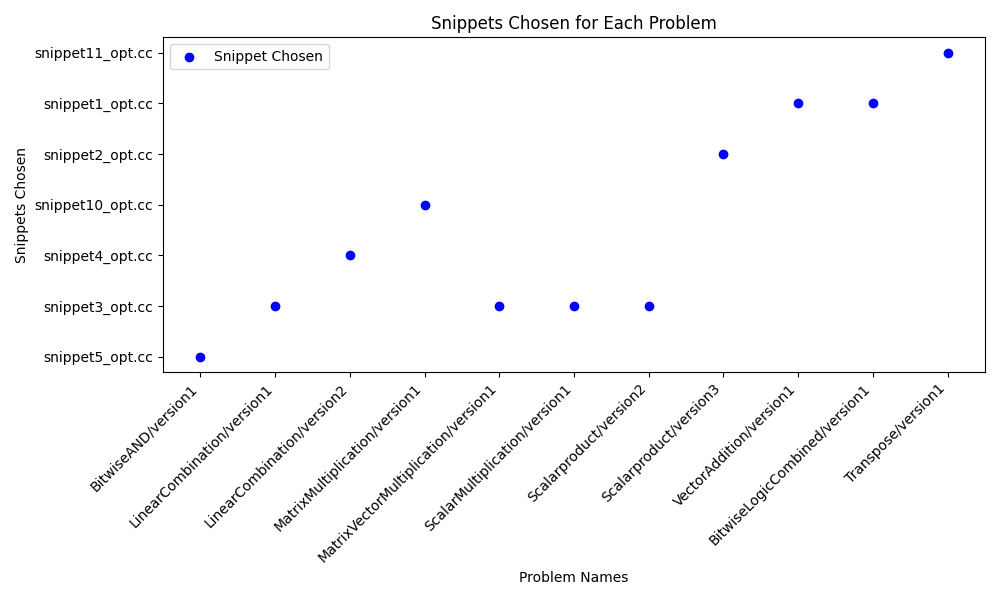 Snippets Chosen for Each Problem
Snippet Chosen
Snippets Chosen
snippet11_opt.cc
snippet1_opt.cc
snippet2_opt.cc
snippet10_opt.cc
snippet4_opt.cc
snippet3_opt.cc
snippet5_opt.cc
BitwiseAND/version1
LinearCombination/version1
LinearCombination/version2
MatrixMultiplication/version1
MatrixVectorMultiplication/version1
ScalarMultiplication/version1
Scalarproduct/version2
Scalarproduct/version3
VectorAddition/version1
BitwiseLogicCombined/version1
Transpose/version1
Problem Names